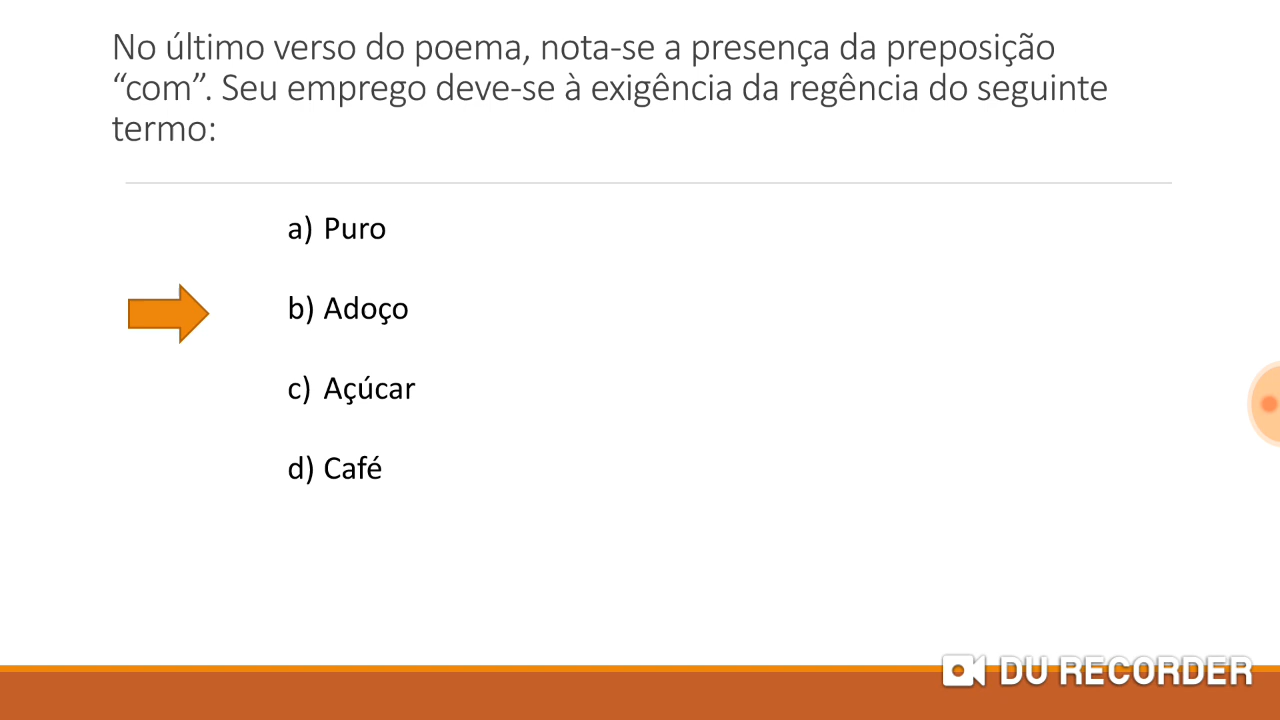 No último verso do poema, nota-se a presença da preposição
“com”. Seu emprego deve-se à exigência da regência do seguinte
termo:
a) Puro
b) Adoço
c) Açúcar
d) Café
DU RECORDER